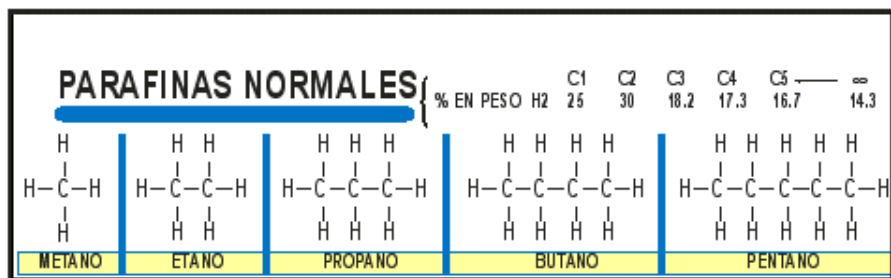 C1 C2 C3 C4 C5 —— ∞
PARAFINAS NORMALES { % EN PESO H2 25 30 18.2 17.3 16.7 14.3
H H H H H H H H H H H H H H H
H–C–H H–C–C–H H–C–C–C–H H–C–C–C–C–H H–C–C–C–C–C–H
H H H H H H H H H H H H H H H
METANO ETANO PROPANO BUTANO PENTANO